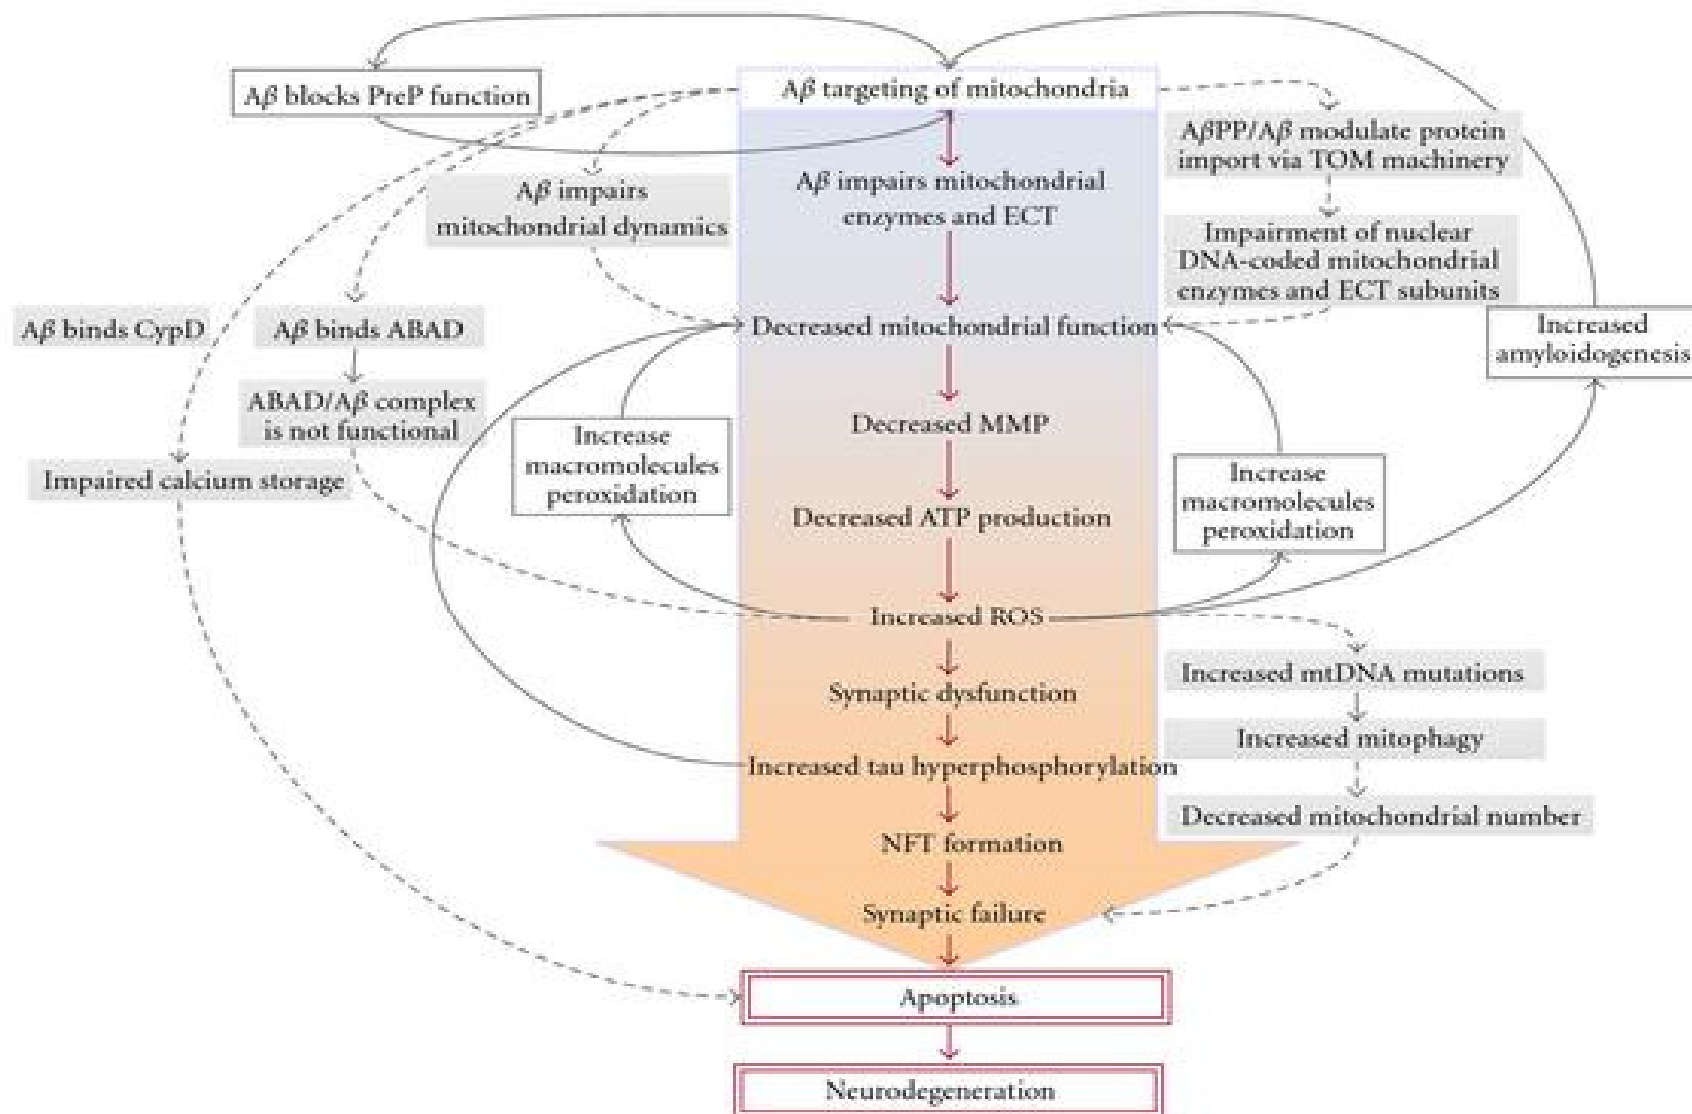 Aβ blocks PreP function
Aβ targeting of mitochondria
AβPP/Aβ modulate protein
import via TOM machinery
Aβ impairs
mitochondrial dynamics
Aβ impairs mitochondrial
enzymes and ECT
Impairment of nuclear
DNA-coded mitochondrial
enzymes and ECT subunits
Aβ binds CypD
Aβ binds ABAD
Decreased mitochondrial function
Increased
amyloidogenesis
ABAD/Aβ complex
is not functional
Impaired calcium storage
Increase
macromolecules
peroxidation
Decreased MMP
Increase
macromolecules
peroxidation
Decreased ATP production
Increased ROS
Increased mtDNA mutations
Synaptic dysfunction
Increased mitophagy
Increased tau hyperphosphorylation
Decreased mitochondrial number
NFT formation
Synaptic failure
Apoptosis
Neurodegeneration